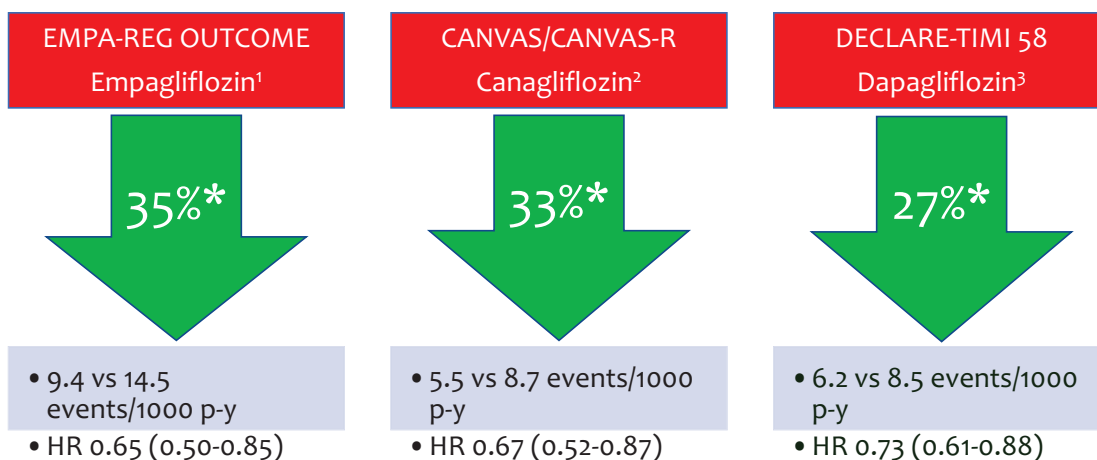 EMPA-REG OUTCOME
Empagliflozin¹
35%*
• 9.4 vs 14.5
events/1000 p-y
• HR 0.65 (0.50-0.85)
CANVAS/CANVAS-R
Canagliflozin²
33%*
• 5.5 vs 8.7 events/1000
p-y
• HR 0.67 (0.52-0.87)
DECLARE-TIMI 58
Dapagliflozin³
27%*
• 6.2 vs 8.5 events/1000
p-y
• HR 0.73 (0.61-0.88)